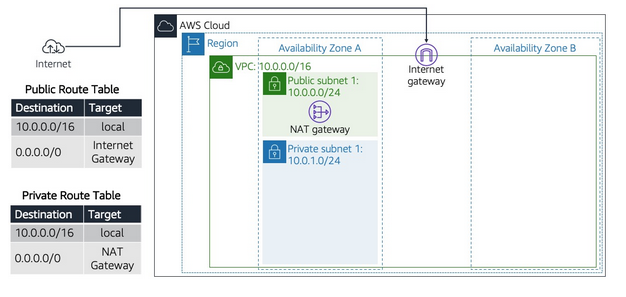 AWS Cloud
Region
Availability Zone A
Availability Zone B
Internet
Internet
gateway
VPC: 10.0.0.0/16
Public subnet 1:
10.0.0.0/24
NAT gateway
Private subnet 1:
10.0.1.0/24
Public Route Table
Destination Target
10.0.0.0/16 local
0.0.0.0/0 Internet
Gateway
Private Route Table
Destination Target
10.0.0.0/16 local
0.0.0.0/0 NAT
Gateway